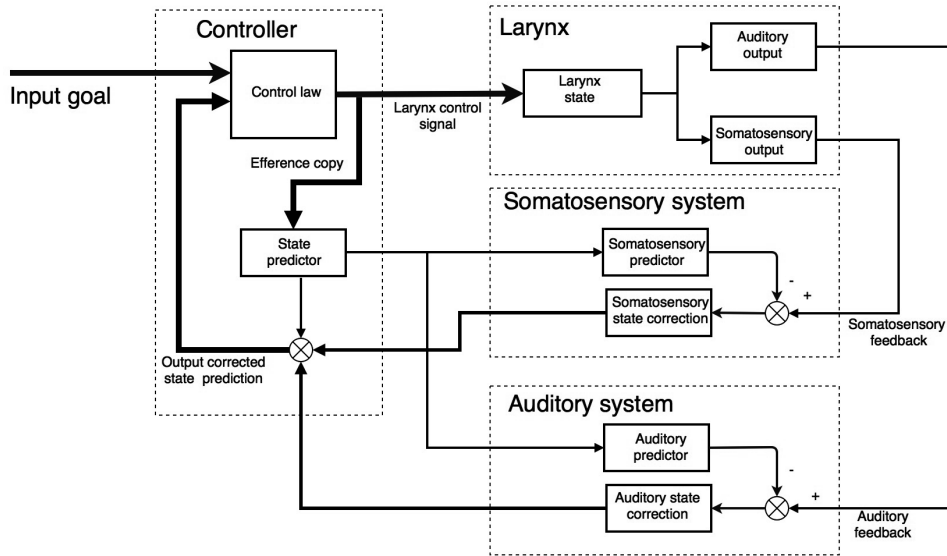 Controller
Input goal
Control law
Larynx control
signal
Efference copy
State
predictor
Output corrected
state prediction
Larynx
Larynx
state
Auditory
output
Somatosensory
output
Somatosensory system
Somatosensory
predictor
-
+
Somatosensory
state correction
Somatosensory
feedback
Auditory system
Auditory
predictor
-
+
Auditory state
correction
Auditory
feedback